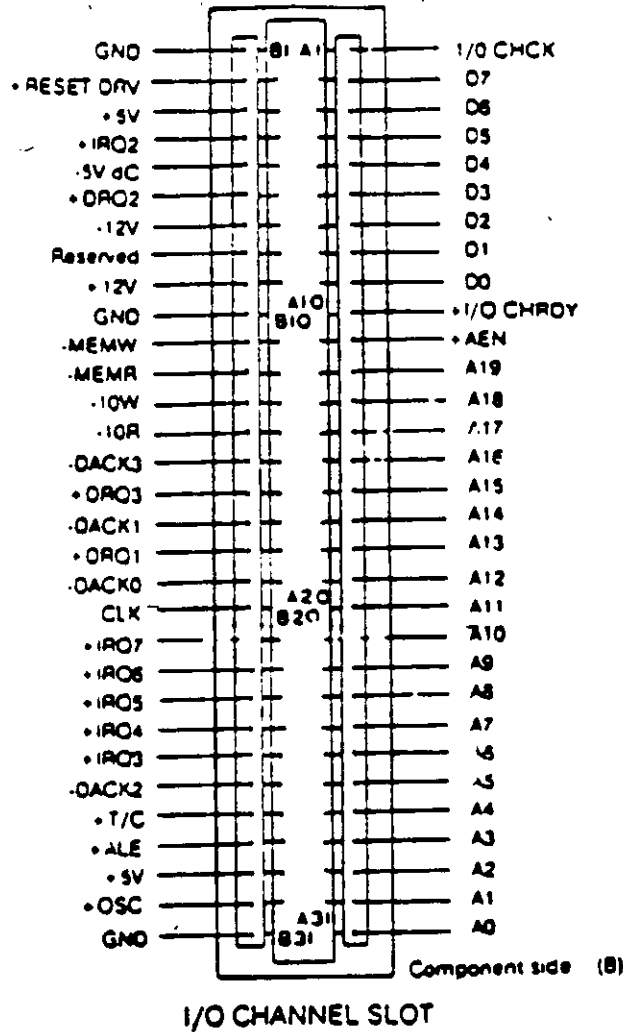 GND B1 A1 I/O CHCK
+RESET DRV D7
+5V D6
+IRQ2 D5
-5V dC D4
+DRQ2 D3
-12V D2
Reserved D1
+12V D0
A10
GND B10 +I/O CHRDY
-MEMW +AEN
-MEMR A19
-IOW A18
-IOR A17
-DACK3 A16
+DRQ3 A15
-DACK1 A14
+DRQ1 A13
-DACK0 A12
A20
CLK B20 A11
+IRQ7 A10
+IRQ6 A9
+IRQ5 A8
+IRQ4 A7
+IRQ3 A6
-DACK2 A5
+T/C A4
+ALE A3
+5V A2
+OSC A1
A31
GND B31 A0
Component side (B)
I/O CHANNEL SLOT